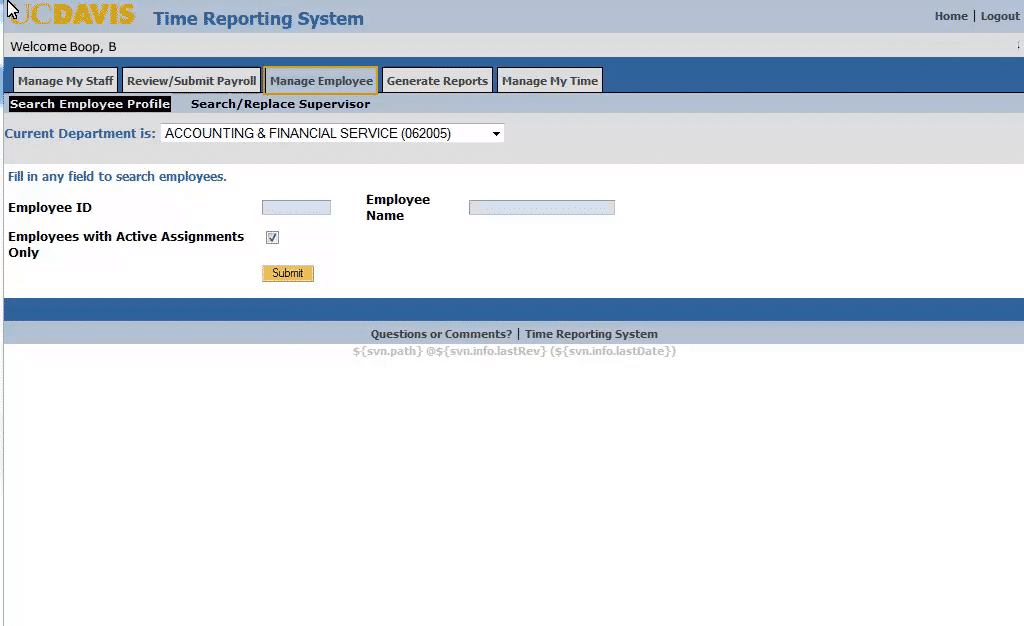 UCDAVIS Time Reporting System Home | Logout
Welcome Boop, B
Manage My Staff Review/Submit Payroll Manage Employee Generate Reports Manage My Time
Search Employee Profile Search/Replace Supervisor
Current Department is: ACCOUNTING & FINANCIAL SERVICE (062005)
Fill in any field to search employees.
Employee ID Employee
Name
Employees with Active Assignments
Only
Submit
Questions or Comments? | Time Reporting System
${svn.path} @${svn.info.lastRev} (${svn.info.lastDate})